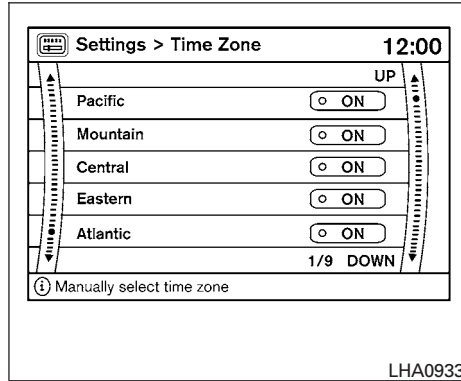 Settings > Time Zone 12:00
UP
Pacific ON
Mountain ON
Central ON
Eastern ON
Atlantic ON
1/9 DOWN
i Manually select time zone
LHA0933